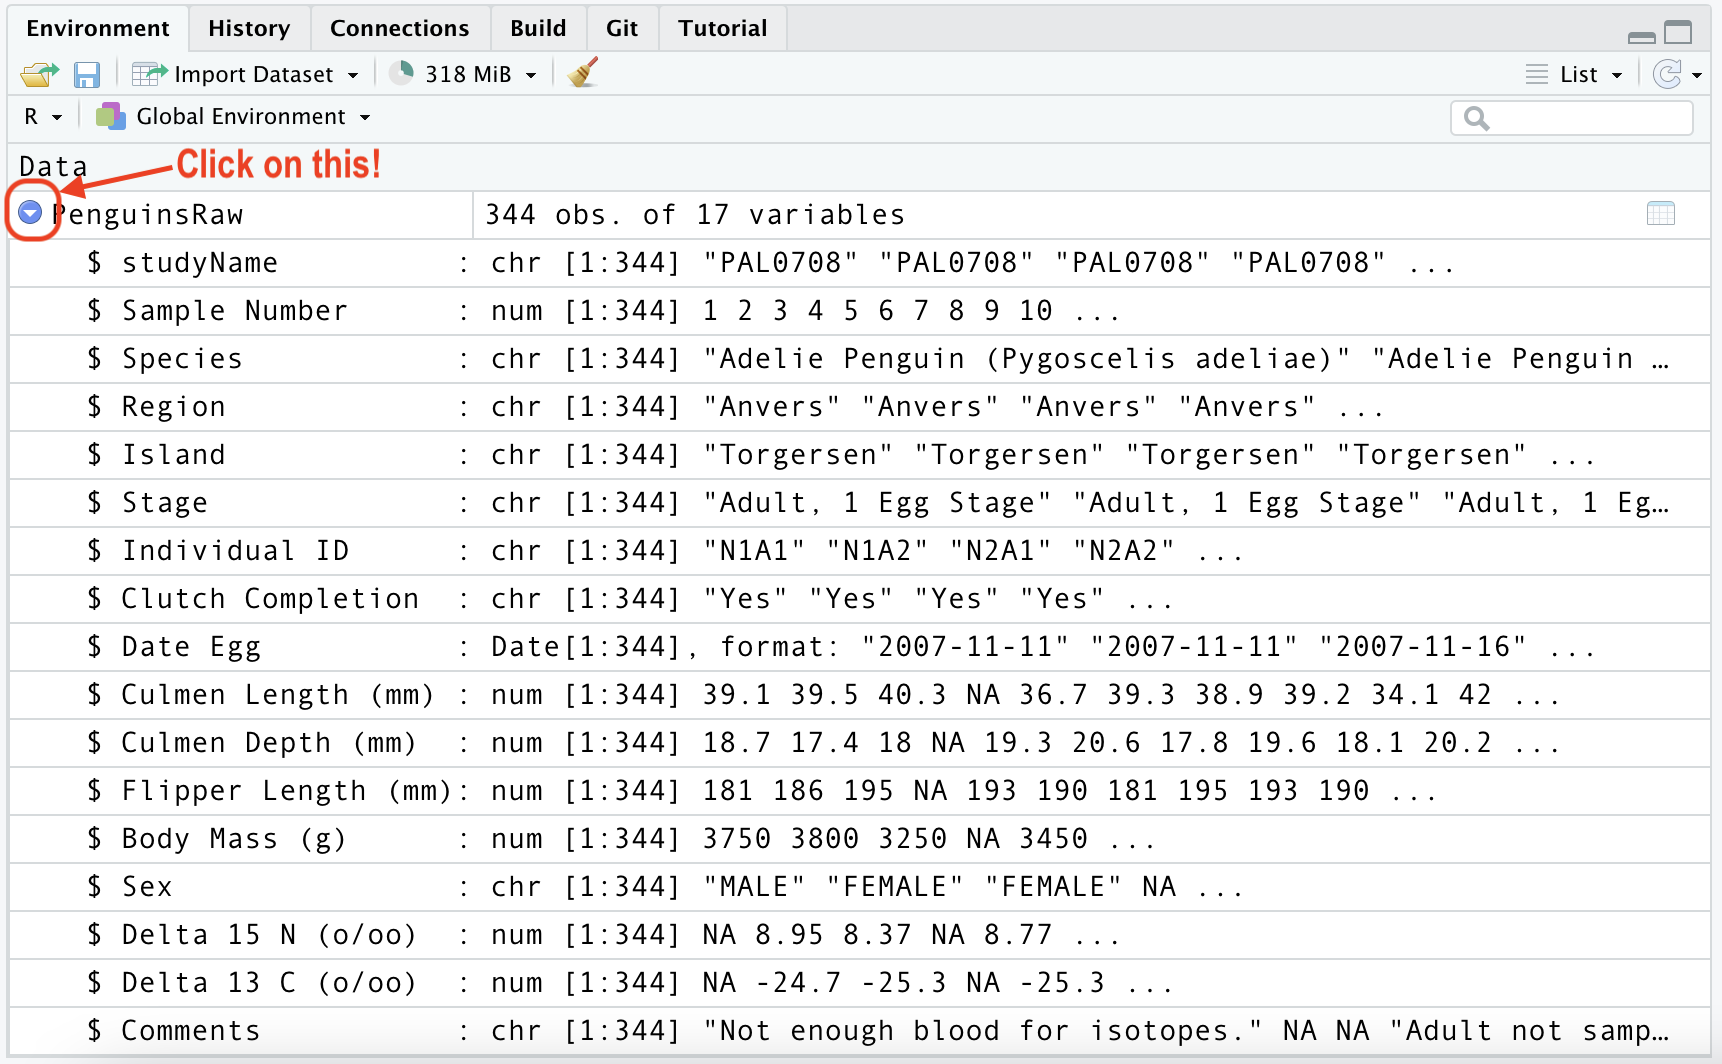 Environment History Connections Build Git Tutorial
Import Dataset 318 MiB List
R Global Environment
Data
Click on this!
PenguinsRaw 344 obs. of 17 variables
$ studyName : chr [1:344] "PAL0708" "PAL0708" "PAL0708" "PAL0708" ...
$ Sample Number : num [1:344] 1 2 3 4 5 6 7 8 9 10 ...
$ Species : chr [1:344] "Adelie Penguin (Pygoscelis adeliae)" "Adelie Penguin …
$ Region : chr [1:344] "Anvers" "Anvers" "Anvers" "Anvers" ...
$ Island : chr [1:344] "Torgersen" "Torgersen" "Torgersen" "Torgersen" ...
$ Stage : chr [1:344] "Adult, 1 Egg Stage" "Adult, 1 Egg Stage" "Adult, 1 Eg…
$ Individual ID : chr [1:344] "N1A1" "N1A2" "N2A1" "N2A2" ...
$ Clutch Completion : chr [1:344] "Yes" "Yes" "Yes" "Yes" ...
$ Date Egg : Date[1:344], format: "2007-11-11" "2007-11-11" "2007-11-16" ...
$ Culmen Length (mm) : num [1:344] 39.1 39.5 40.3 NA 36.7 39.3 38.9 39.2 34.1 42 ...
$ Culmen Depth (mm) : num [1:344] 18.7 17.4 18 NA 19.3 20.6 17.8 19.6 18.1 20.2 ...
$ Flipper Length (mm): num [1:344] 181 186 195 NA 193 190 181 195 193 190 ...
$ Body Mass (g) : num [1:344] 3750 3800 3250 NA 3450 ...
$ Sex : chr [1:344] "MALE" "FEMALE" "FEMALE" NA ...
$ Delta 15 N (o/oo) : num [1:344] NA 8.95 8.37 NA 8.77 ...
$ Delta 13 C (o/oo) : num [1:344] NA -24.7 -25.3 NA -25.3 ...
$ Comments : chr [1:344] "Not enough blood for isotopes." NA NA "Adult not samp…